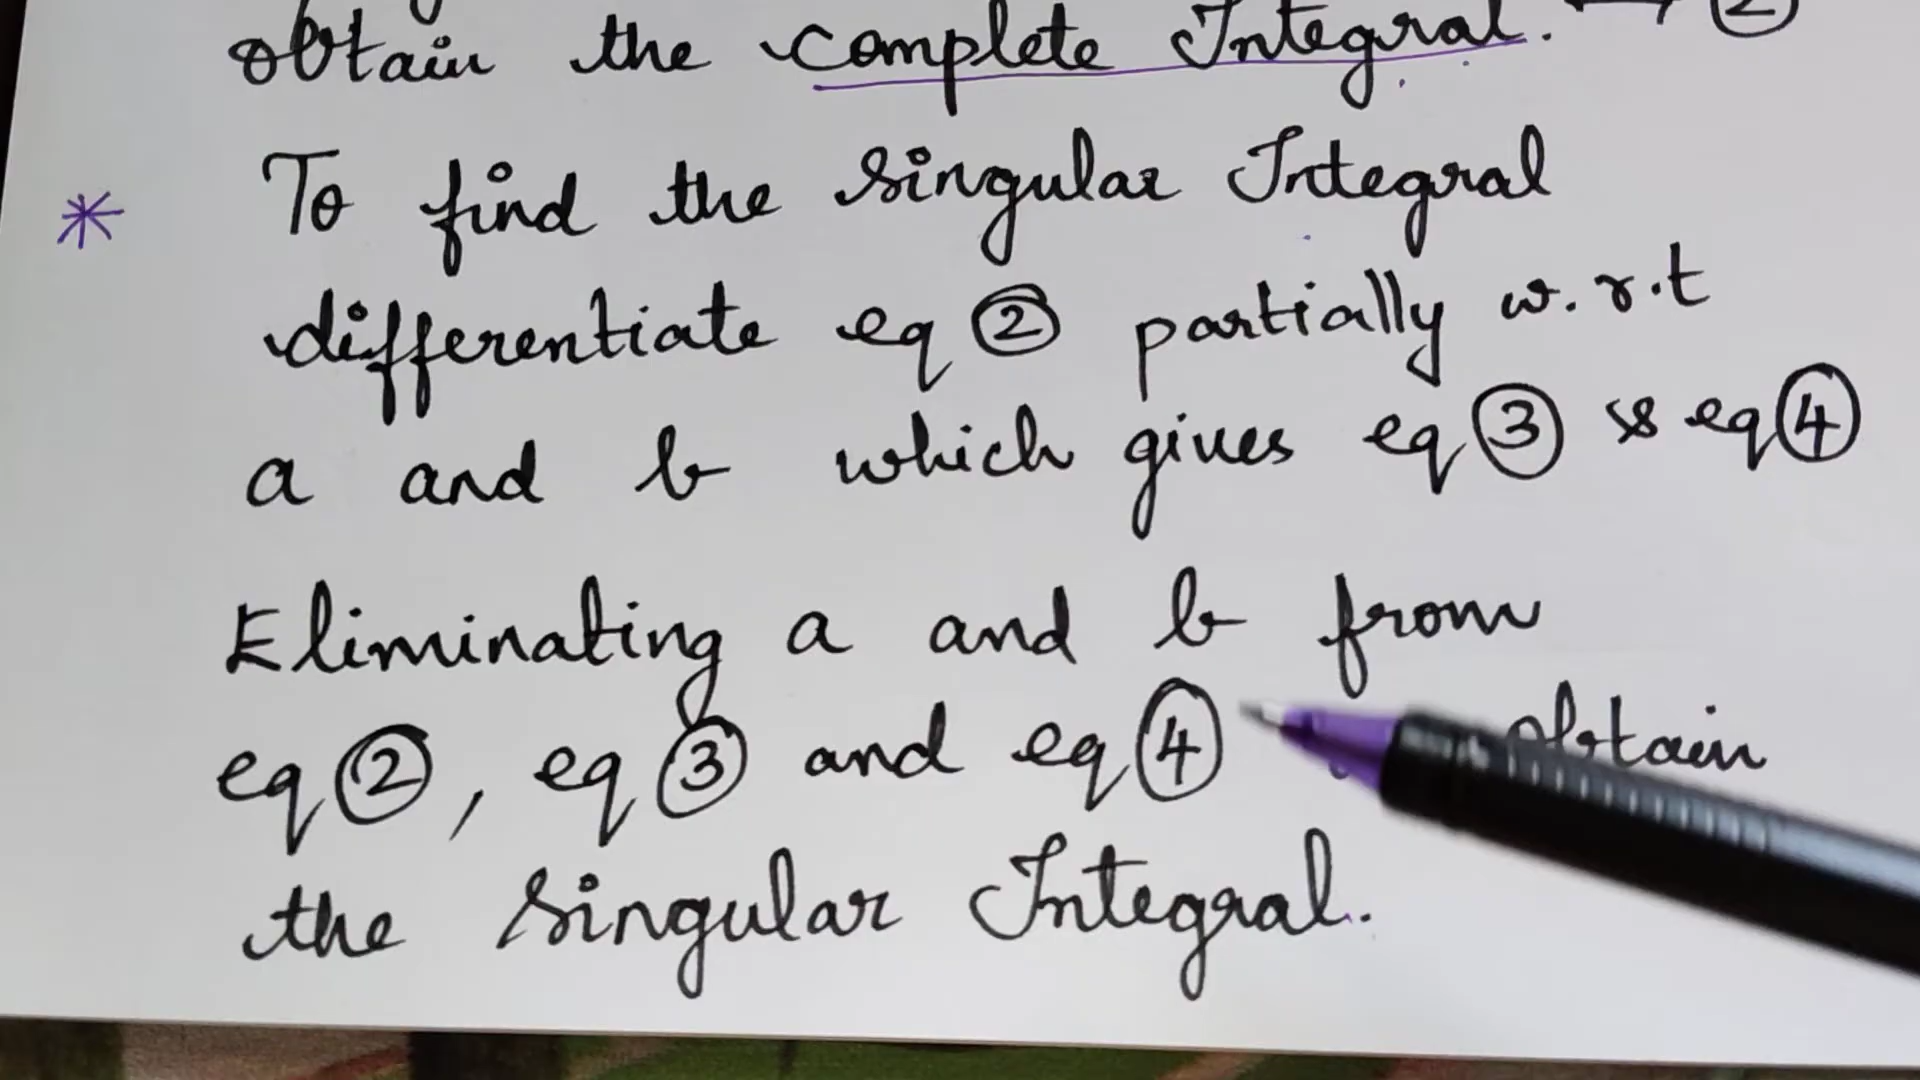 obtain the complete Integral. → ②
To find the singular Integral
* differentiate eq ② partially w.r.t
a and b which gives eq ③ & eq ④
Eliminating a and b from
eq ②, eq ③ and eq ④ obtain
the singular Integral.